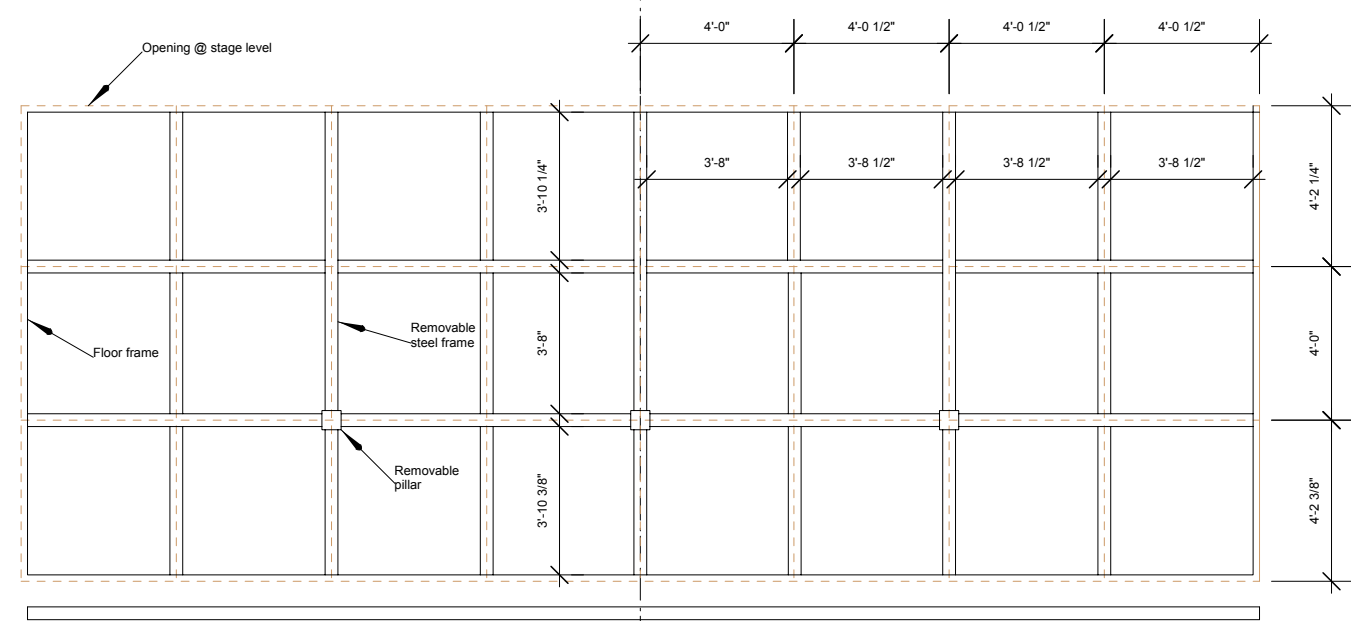 4'-0"
4'-0 1/2"
4'-0 1/2"
4'-0 1/2"
Opening @ stage level
3'-10 1/4"
3'-8"
3'-8 1/2"
3'-8 1/2"
3'-8 1/2"
4'-2 1/4"
Floor frame
Removable
steel frame
3'-8"
4'-0"
Removable
pillar
3'-10 3/8"
4'-2 3/8"